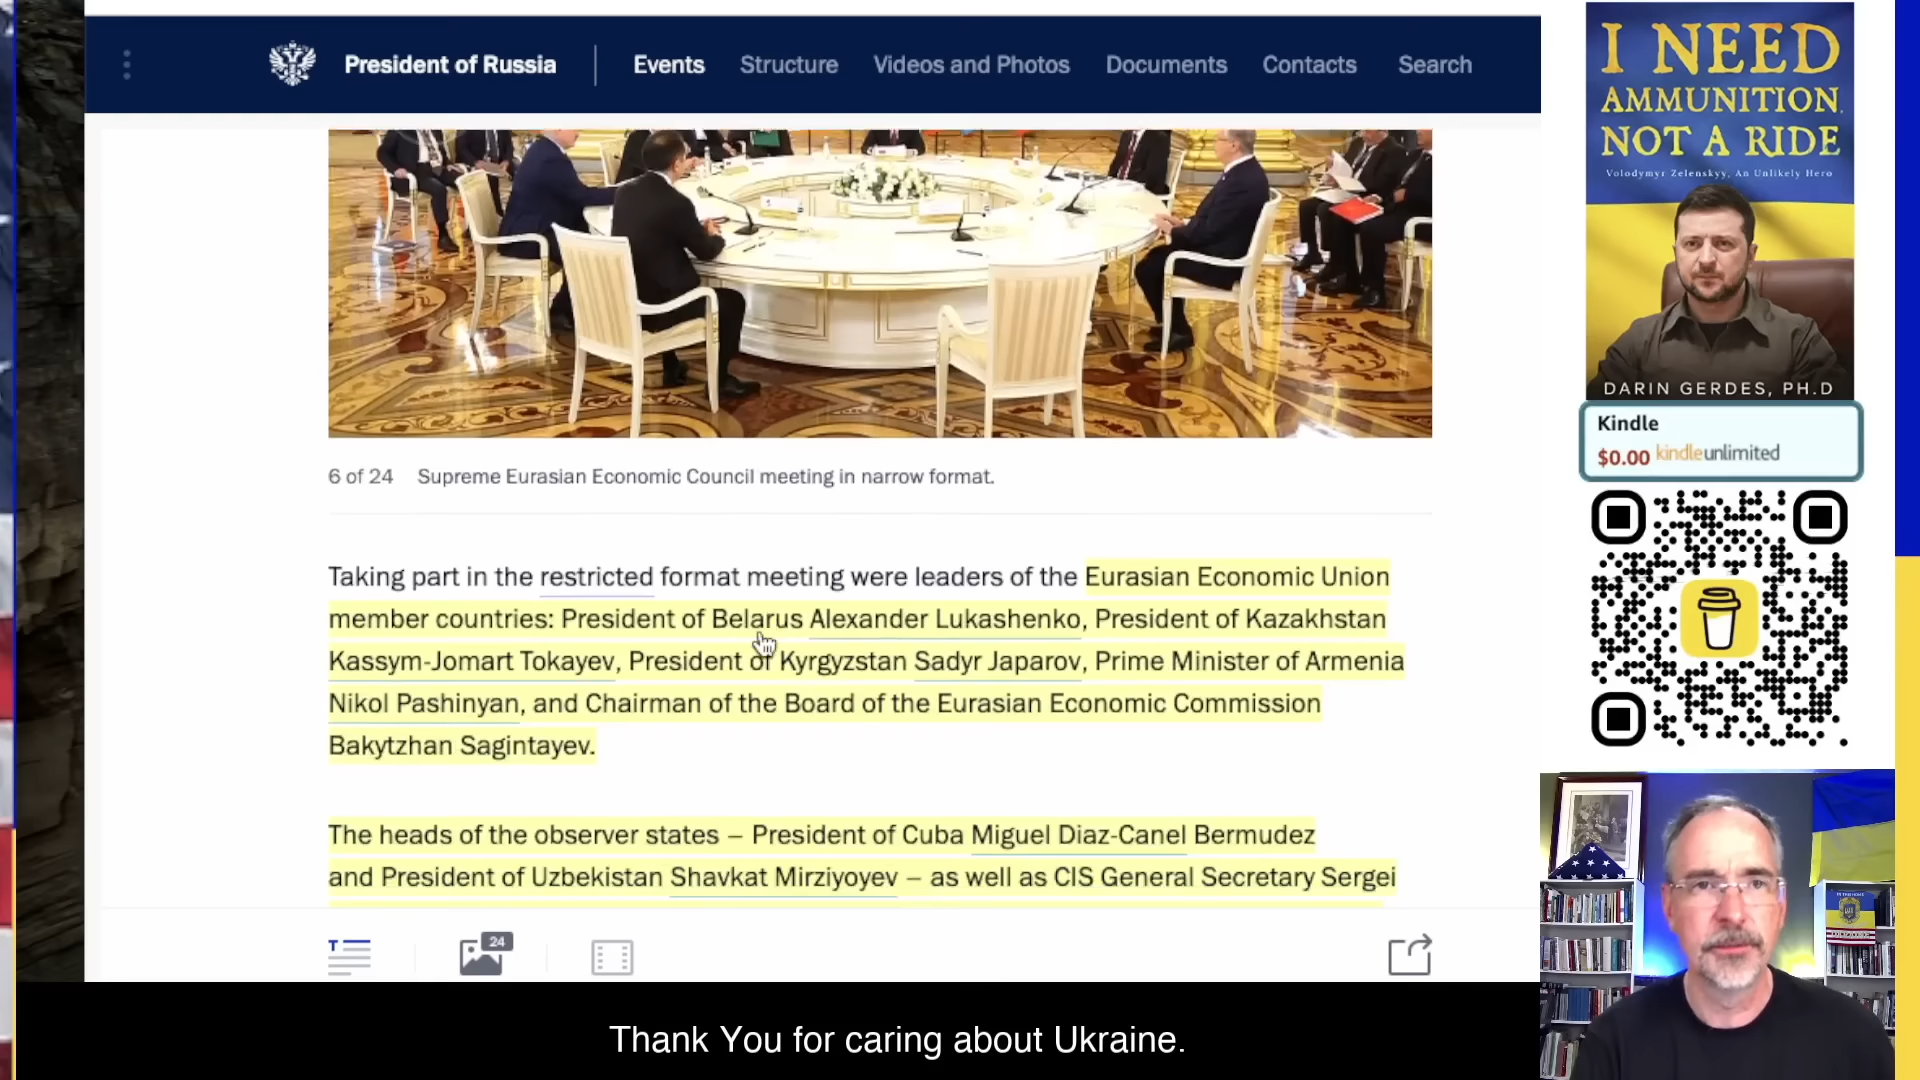 President of Russia
Events
Structure
Videos and Photos
Documents
Contacts
Search
6 of 24 Supreme Eurasian Economic Council meeting in narrow format.
Taking part in the restricted format meeting were leaders of the Eurasian Economic Union
member countries: President of Belarus Alexander Lukashenko, President of Kazakhstan
Kassym-Jomart Tokayev, President of Kyrgyzstan Sadyr Japarov, Prime Minister of Armenia
Nikol Pashinyan, and Chairman of the Board of the Eurasian Economic Commission
Bakytzhan Sagintayev.
The heads of the observer states – President of Cuba Miguel Diaz-Canel Bermudez
and President of Uzbekistan Shavkat Mirziyoyev – as well as CIS General Secretary Sergei
T
24
Thank You for caring about Ukraine.
I NEED
AMMUNITION,
NOT A RIDE
Volodymyr Zelenskyy, An Unlikely Hero
DARIN GERDES, PH.D
Kindle
$0.00 kindleunlimited